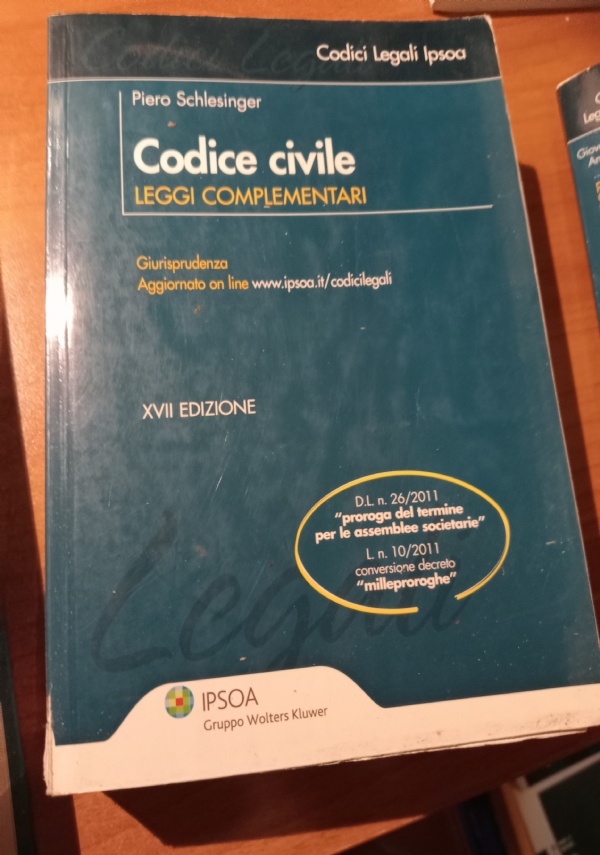 Codici Legali Ipsoa
Piero Schlesinger
Codice civile
LEGGI COMPLEMENTARI
Giurisprudenza
Aggiornato on line www.ipsoa.it/codicilegali
XVII EDIZIONE
D.L. n. 26/2011
"proroga del termine
per le assemblee societarie"
L. n. 10/2011
conversione decreto
"milleproroghe"
Legali
IPSOA
Gruppo Wolters Kluwer